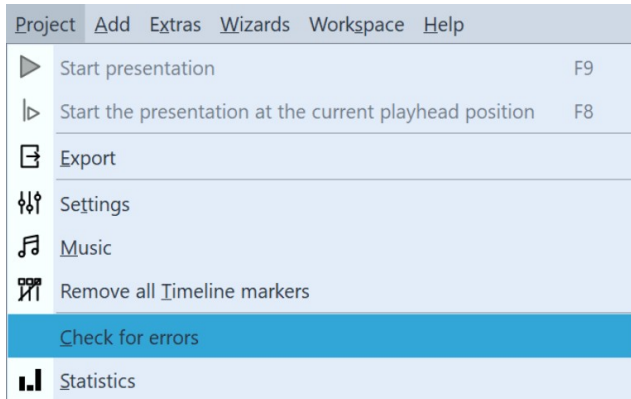 Project Add Extras Wizards Workspace Help
Start presentation F9
Start the presentation at the current playhead position F8
Export
Settings
Music
Remove all Timeline markers
Check for errors
Statistics